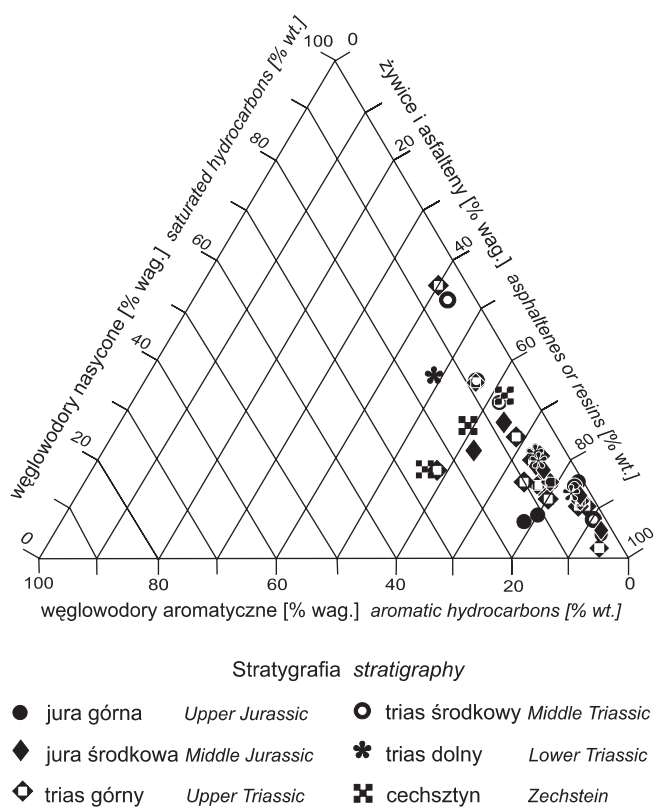 węglowodory nasycone [% wag.] saturated hydrocarbons [% wt.]
żywice i asfalteny [% wag.] asphaltenes or resins [% wt.]
100
80
60
40
20
0
0
20
40
60
80
100
100
80
60
40
20
0
węglowodory aromatyczne [% wag.] aromatic hydrocarbons [% wt.]
Stratygrafia stratigraphy
jura górna Upper Jurassic
trias środkowy Middle Triassic
jura środkowa Middle Jurassic
trias dolny Lower Triassic
trias górny Upper Triassic
cechsztyn Zechstein